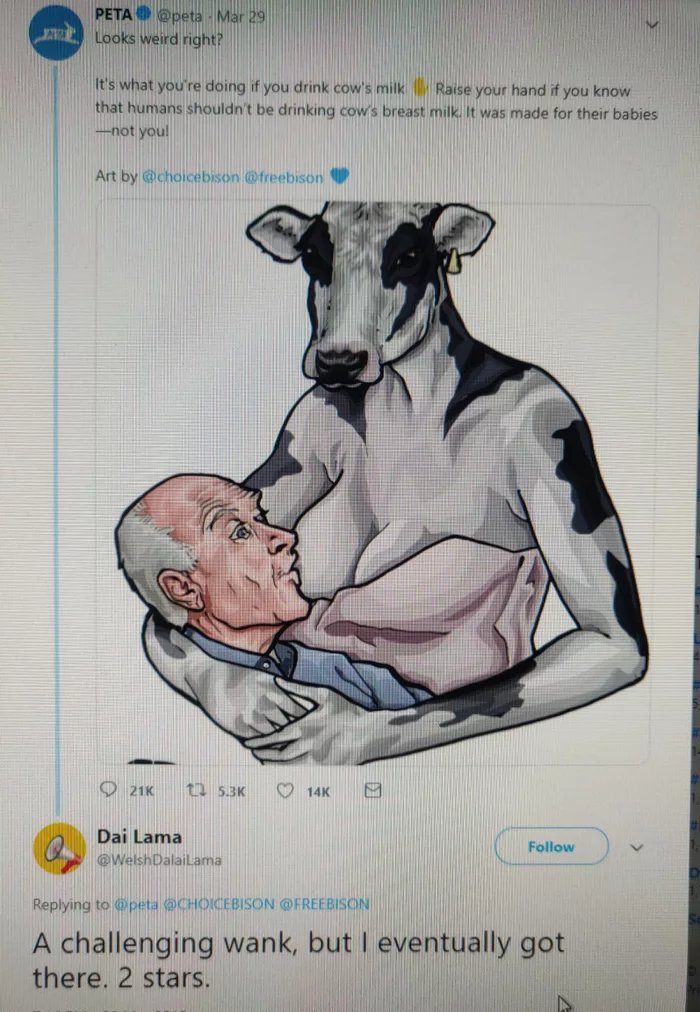 PETA @peta · Mar 29
Looks weird right?
It's what you're doing if you drink cow's milk ✋ Raise your hand if you know
that humans shouldn't be drinking cow's breast milk. It was made for their babies
—not you!
Art by @choicebison @freebison 💙
21K 5.3K 14K
Dai Lama
@WelshDalaiLama
Follow
Replying to @peta @CHOICEBISON @FREEBISON
A challenging wank, but I eventually got
there. 2 stars.